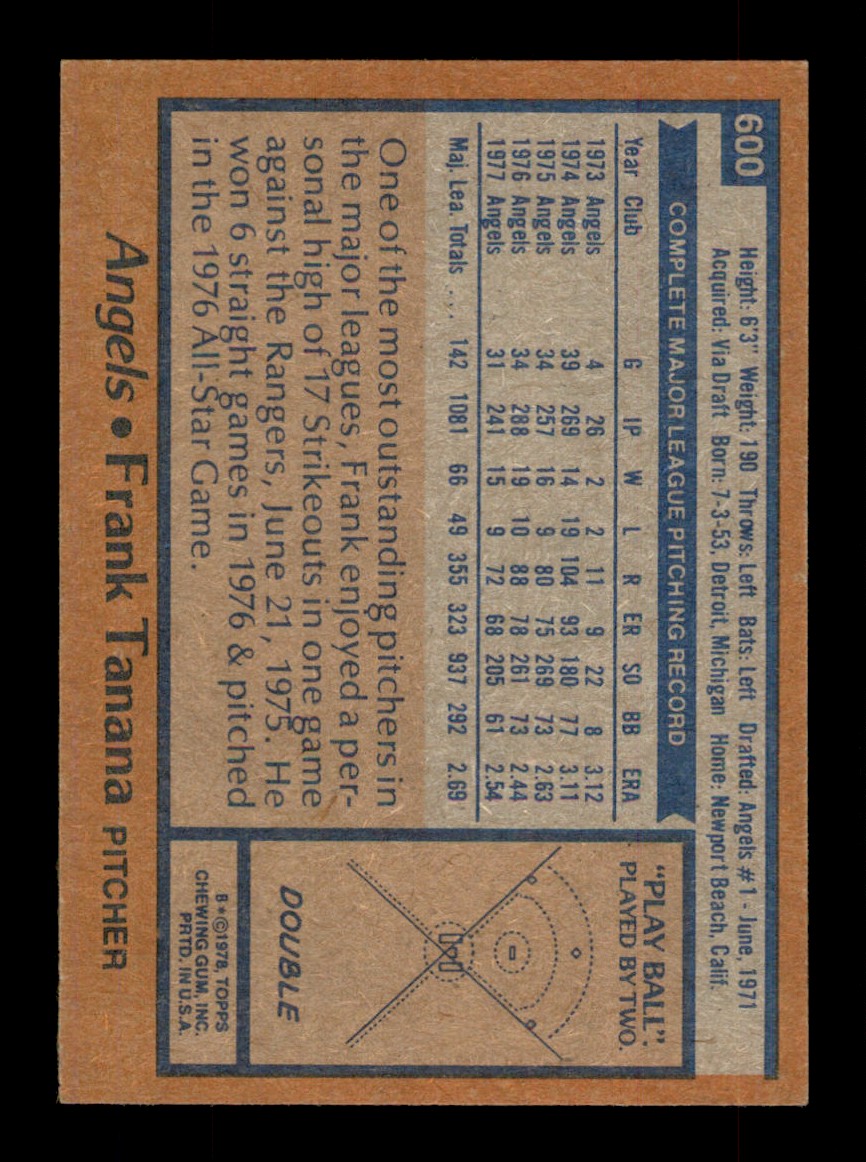 600
Height: 6'3" Weight: 190 Throws: Left Bats: Left Drafted: Angels #1 - June, 1971
Acquired: Via Draft Born: 7-3-53, Detroit, Michigan Home: Newport Beach, Calif.
COMPLETE MAJOR LEAGUE PITCHING RECORD
Year Club G IP W L R ER SO BB ERA
1973 Angels 4 26 2 2 11 9 22 8 3.12
1974 Angels 39 269 14 19 104 93 180 77 3.11
1975 Angels 34 257 16 9 80 75 269 73 2.63
1976 Angels 34 288 19 10 88 78 261 73 2.44
1977 Angels 31 241 15 9 72 68 205 61 2.54
Maj. Lea. Totals ... 142 1081 66 49 355 323 937 292 2.69
One of the most outstanding pitchers in
the major leagues, Frank enjoyed a per-
sonal high of 17 Strikeouts in one game
against the Rangers, June 21, 1975. He
won 6 straight games in 1976 & pitched
in the 1976 All-Star Game.
"PLAY BALL".
PLAYED BY TWO.
DOUBLE
B*©1978, TOPPS
CHEWING GUM, INC.
PRTD. IN U.S.A.
Angels • Frank Tanana PITCHER